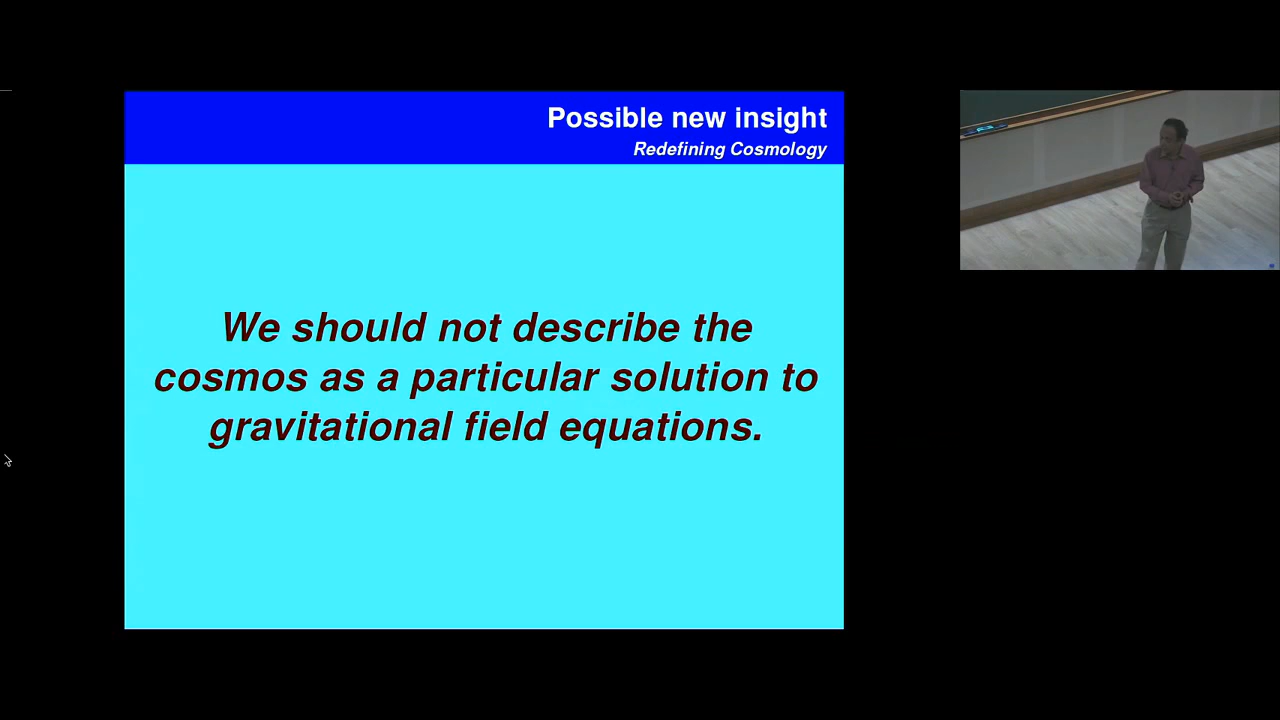 Possible new insight
Redefining Cosmology
We should not describe the
cosmos as a particular solution to
gravitational field equations.